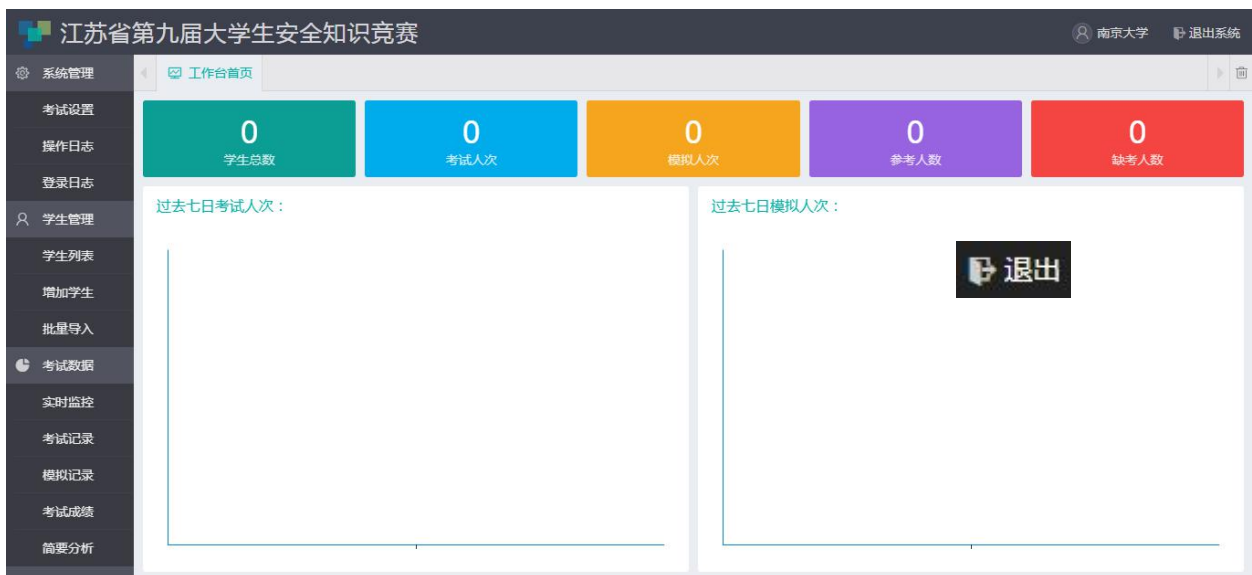 江苏省第九届大学生安全知识竞赛
南京大学
退出系统
系统管理
工作台首页
考试设置
操作日志
登录日志
学生管理
学生列表
增加学生
批量导入
考试数据
实时监控
考试记录
模拟记录
考试成绩
简要分析
0
学生总数
0
考试人次
0
模拟人次
0
参考人数
0
缺考人数
过去七日考试人次：
过去七日模拟人次：
退出